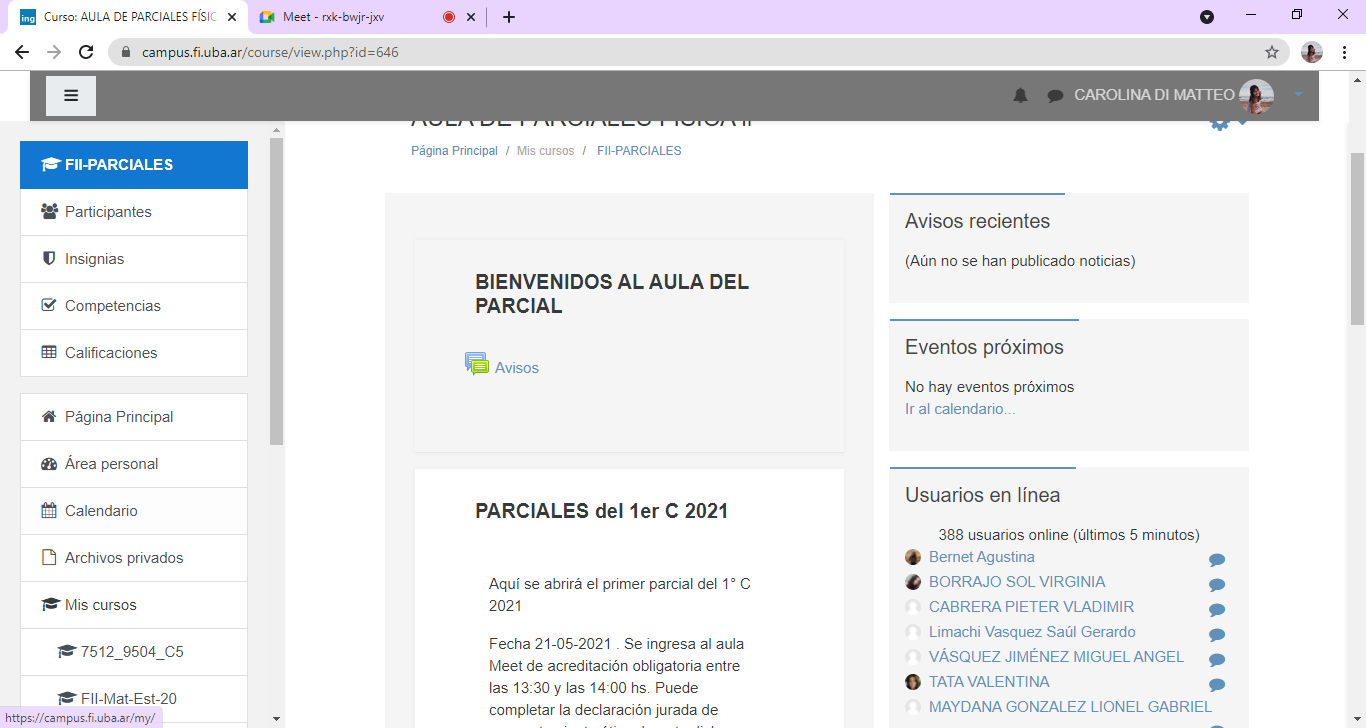 Curso: AULA DE PARCIALES FÍSIC
Meet - rxk-bwjr-jxv
campus.fi.uba.ar/course/view.php?id=646
CAROLINA DI MATTEO
AULA DE PARCIALES FÍSICA II
Página Principal / Mis cursos / FII-PARCIALES
FII-PARCIALES
Participantes
Insignias
Competencias
Calificaciones
Página Principal
Área personal
Calendario
Archivos privados
Mis cursos
7512_9504_C5
FII-Mat-Est-20
https://campus.fi.uba.ar/my/
BIENVENIDOS AL AULA DEL
PARCIAL
Avisos
PARCIALES del 1er C 2021
Aquí se abrirá el primer parcial del 1° C
2021
Fecha 21-05-2021 . Se ingresa al aula
Meet de acreditación obligatoria entre
las 13:30 y las 14:00 hs. Puede
completar la declaración jurada de
Avisos recientes
(Aún no se han publicado noticias)
Eventos próximos
No hay eventos próximos
Ir al calendario...
Usuarios en línea
388 usuarios online (últimos 5 minutos)
Bernet Agustina
BORRAJO SOL VIRGINIA
CABRERA PIETER VLADIMIR
Limachi Vasquez Saúl Gerardo
VÁSQUEZ JIMÉNEZ MIGUEL ANGEL
TATA VALENTINA
MAYDANA GONZALEZ LIONEL GABRIEL